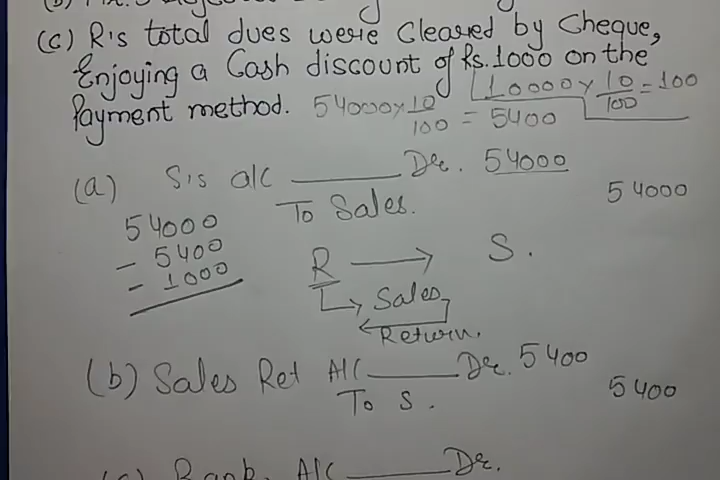 (c) R's total dues were Cleared by Cheque,
Enjoying a Cash discount of Rs. 1000 on the
Payment method. 54000 x 10/100 = 5400
10000 x 10/100 = 100
(a) S's a/c ______ Dr. 54000
To Sales. 54000
54000
- 5400
- 1000
R → S.
Sales
Return.
(b) Sales Ret A/C ______ Dr. 5400
To S. 5400
(c) Bank A/C ______ Dr.